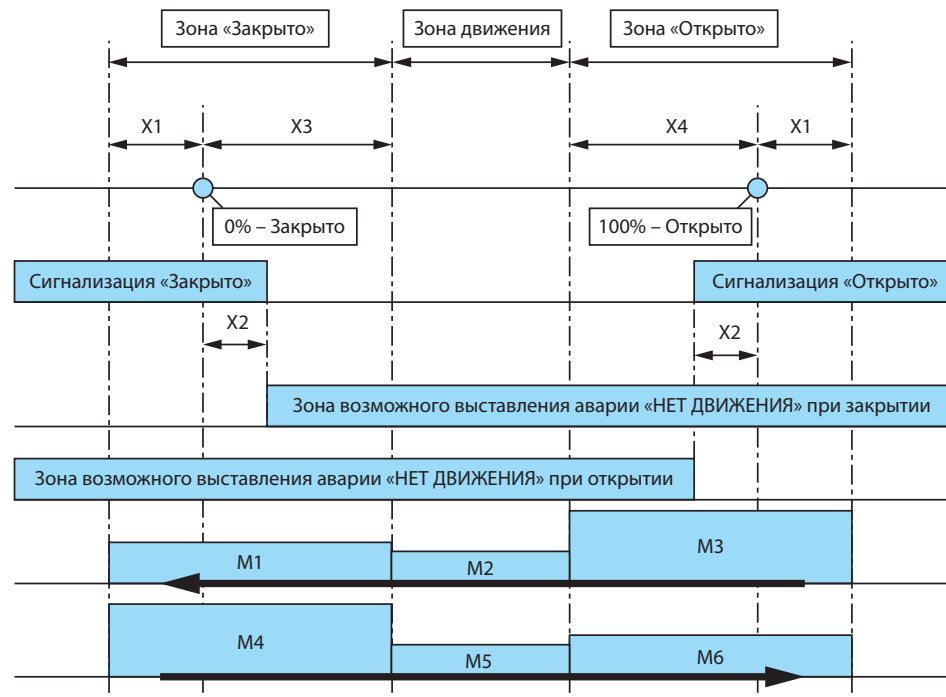 Зона «Закрыто»
Зона движения
Зона «Открыто»
X1
X3
X4
X1
0% – Закрыто
100% – Открыто
Сигнализация «Закрыто»
Сигнализация «Открыто»
X2
X2
Зона возможного выставления аварии «НЕТ ДВИЖЕНИЯ» при закрытии
Зона возможного выставления аварии «НЕТ ДВИЖЕНИЯ» при открытии
M1
M2
M3
M4
M5
M6